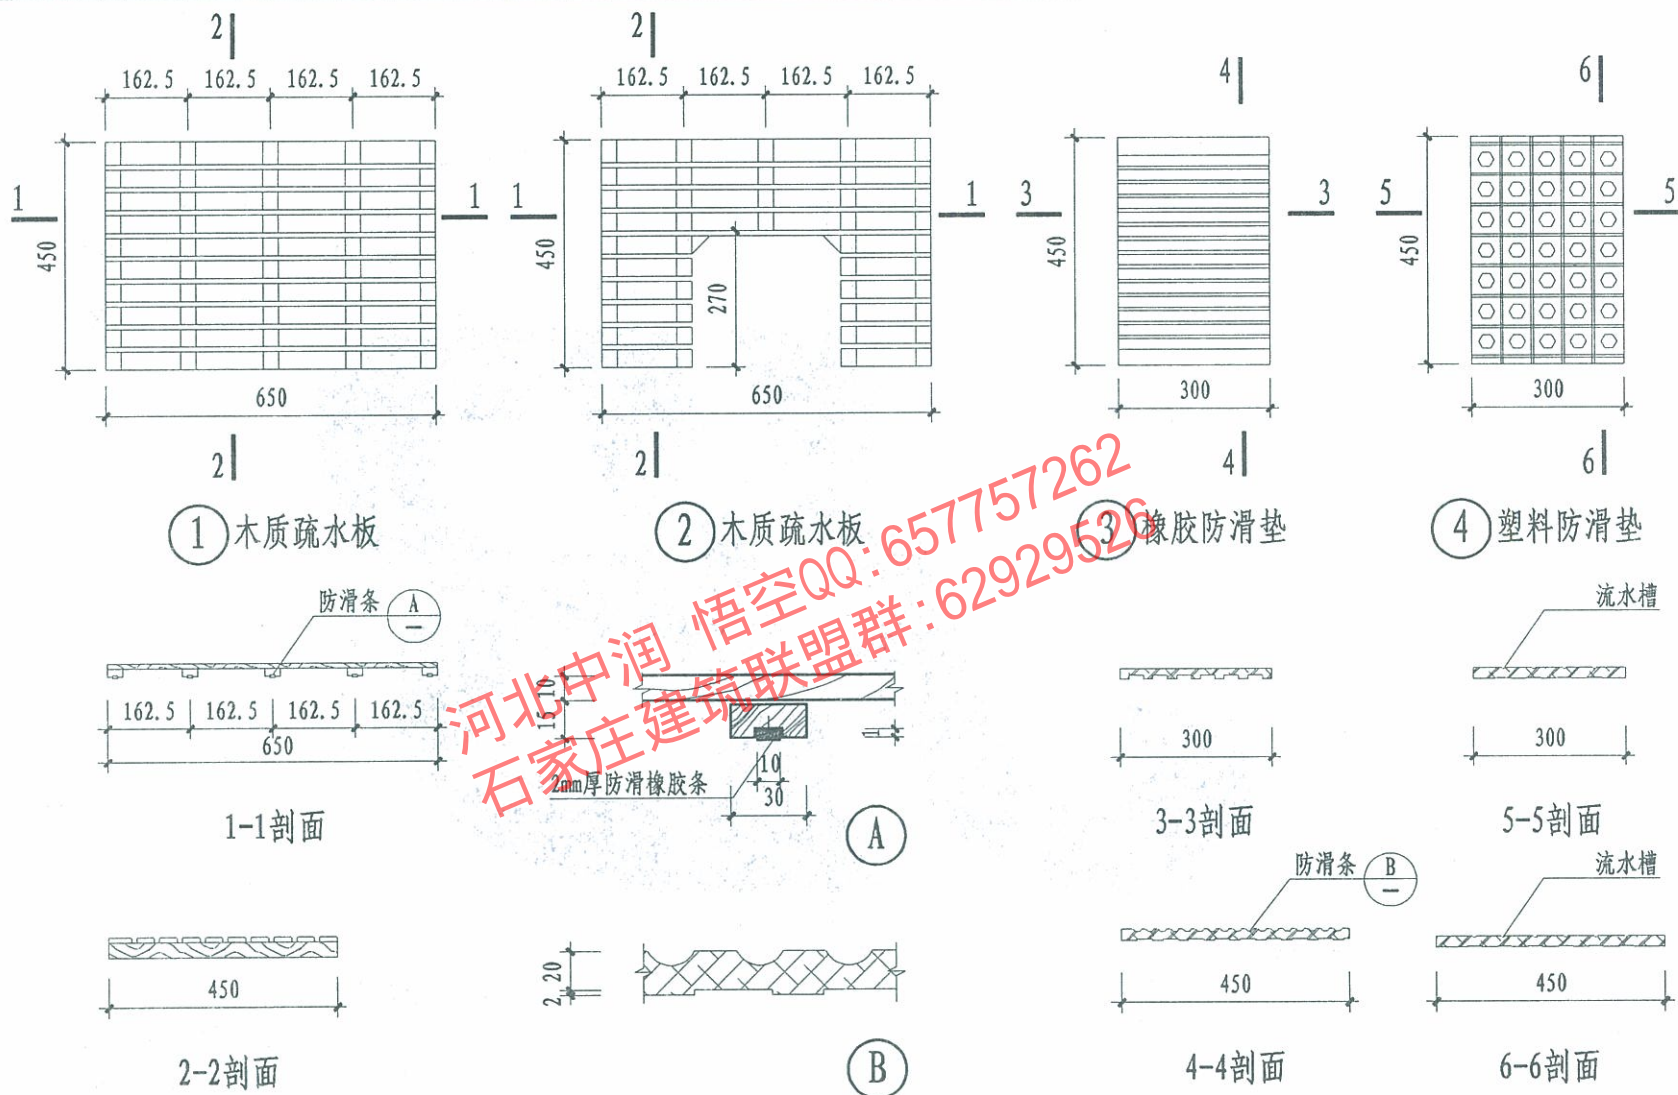 2 2 4 6
162.5 162.5 162.5 162.5 162.5 162.5 162.5 162.5
1 1 1 1 3 3 5 5
450 450 270 450 450
650 650 300 300
2 2 4 6
① 木质疏水板 ② 木质疏水板 ③ 橡胶防滑垫 ④ 塑料防滑垫
河北中润 悟空QQ:657757262
石家庄建筑联盟群:62929526
防滑条 A 流水槽
162.5 162.5 162.5 162.5
650
1-1剖面
10
16
10
30
2mm厚防滑橡胶条
A
300
3-3剖面
300
5-5剖面
450
2-2剖面
20
2
B
防滑条 B
450
4-4剖面
流水槽
450
6-6剖面